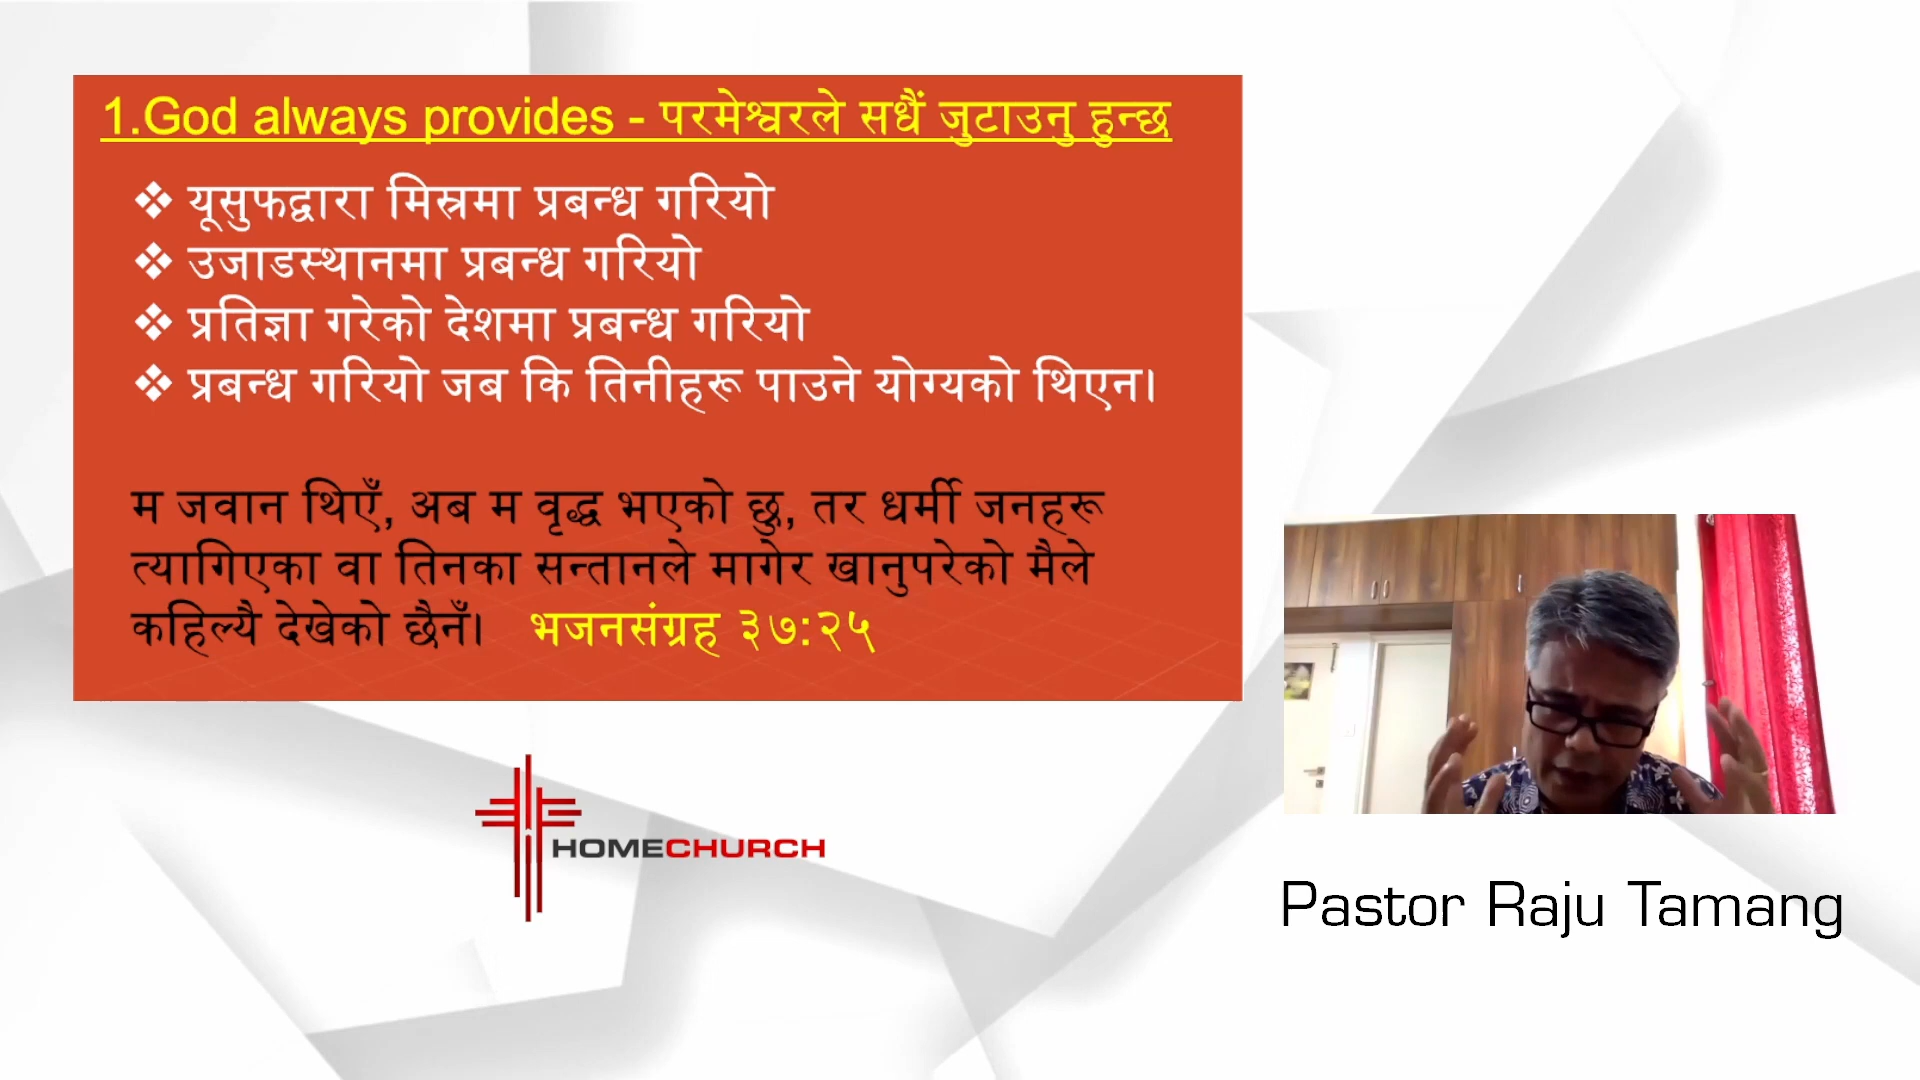 1.God always provides - परमेश्वरले सधैं जुटाउनु हुन्छ
❖ यूसुफद्वारा मिस्रमा प्रबन्ध गरियो
❖ उजाडस्थानमा प्रबन्ध गरियो
❖ प्रतिज्ञा गरेको देशमा प्रबन्ध गरियो
❖ प्रबन्ध गरियो जब कि तिनीहरू पाउने योग्यको थिएन।
म जवान थिएँ, अब म वृद्ध भएको छु, तर धर्मी जनहरू
त्यागिएका वा तिनका सन्तानले मागेर खानुपरेको मैले
कहिल्यै देखेको छैनँ। भजनसंग्रह ३७:२५
HOMECHURCH
Pastor Raju Tamang